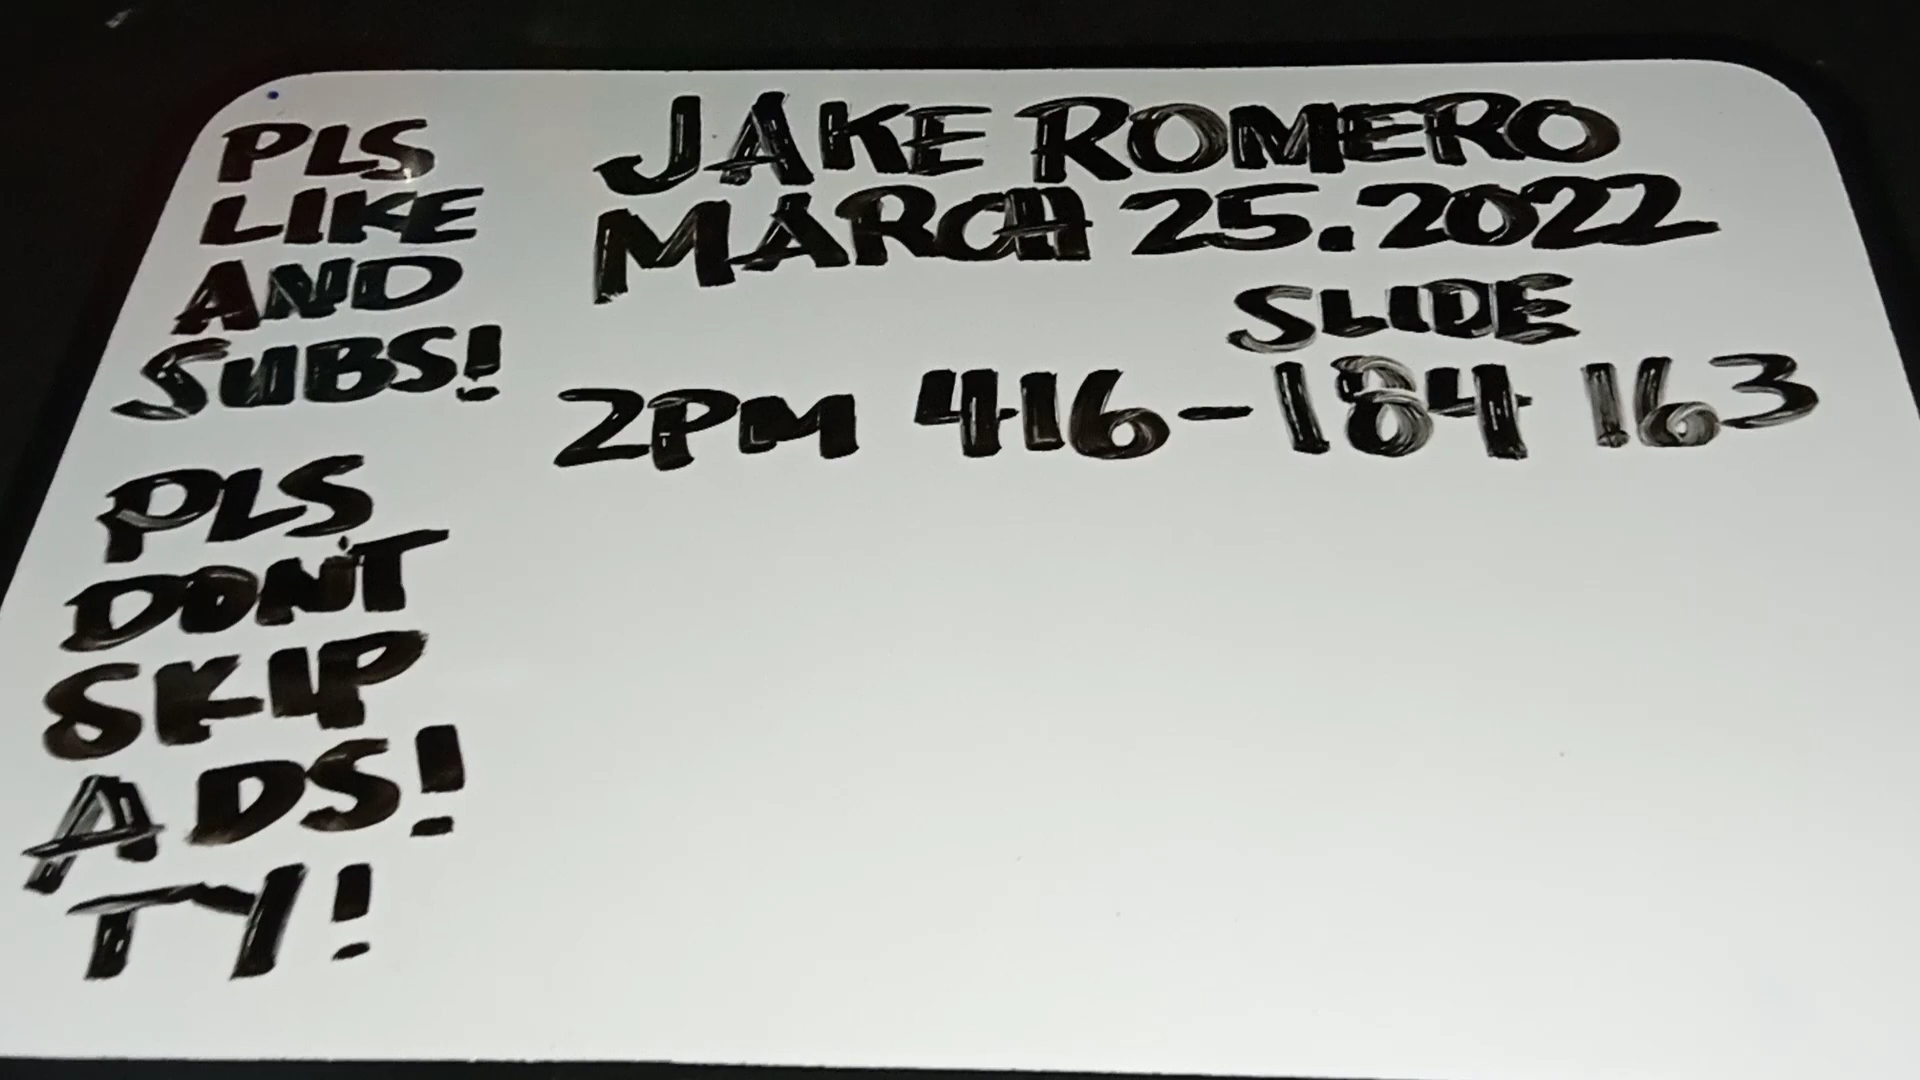 PLS
LIKE
AND
SUBS!
PLS
DON'T
SKIP
ADS!
TY!
JAKE ROMERO
MARCH 25.2022
SLIDE
2PM 416-184 163